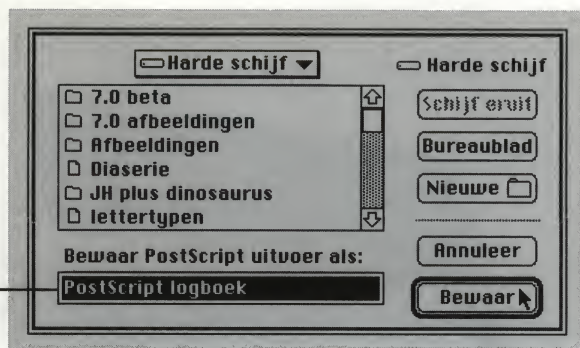 Harde schijf
Harde schijf
7.0 beta
7.0 afbeeldingen
Afbeeldingen
Diaserie
JH plus dinosaurus
lettertypen
Schijf eruit
Bureaublad
Nieuwe
Bewaar PostScript uitvoer als:
PostScript logboek
Annuleer
Bewaar